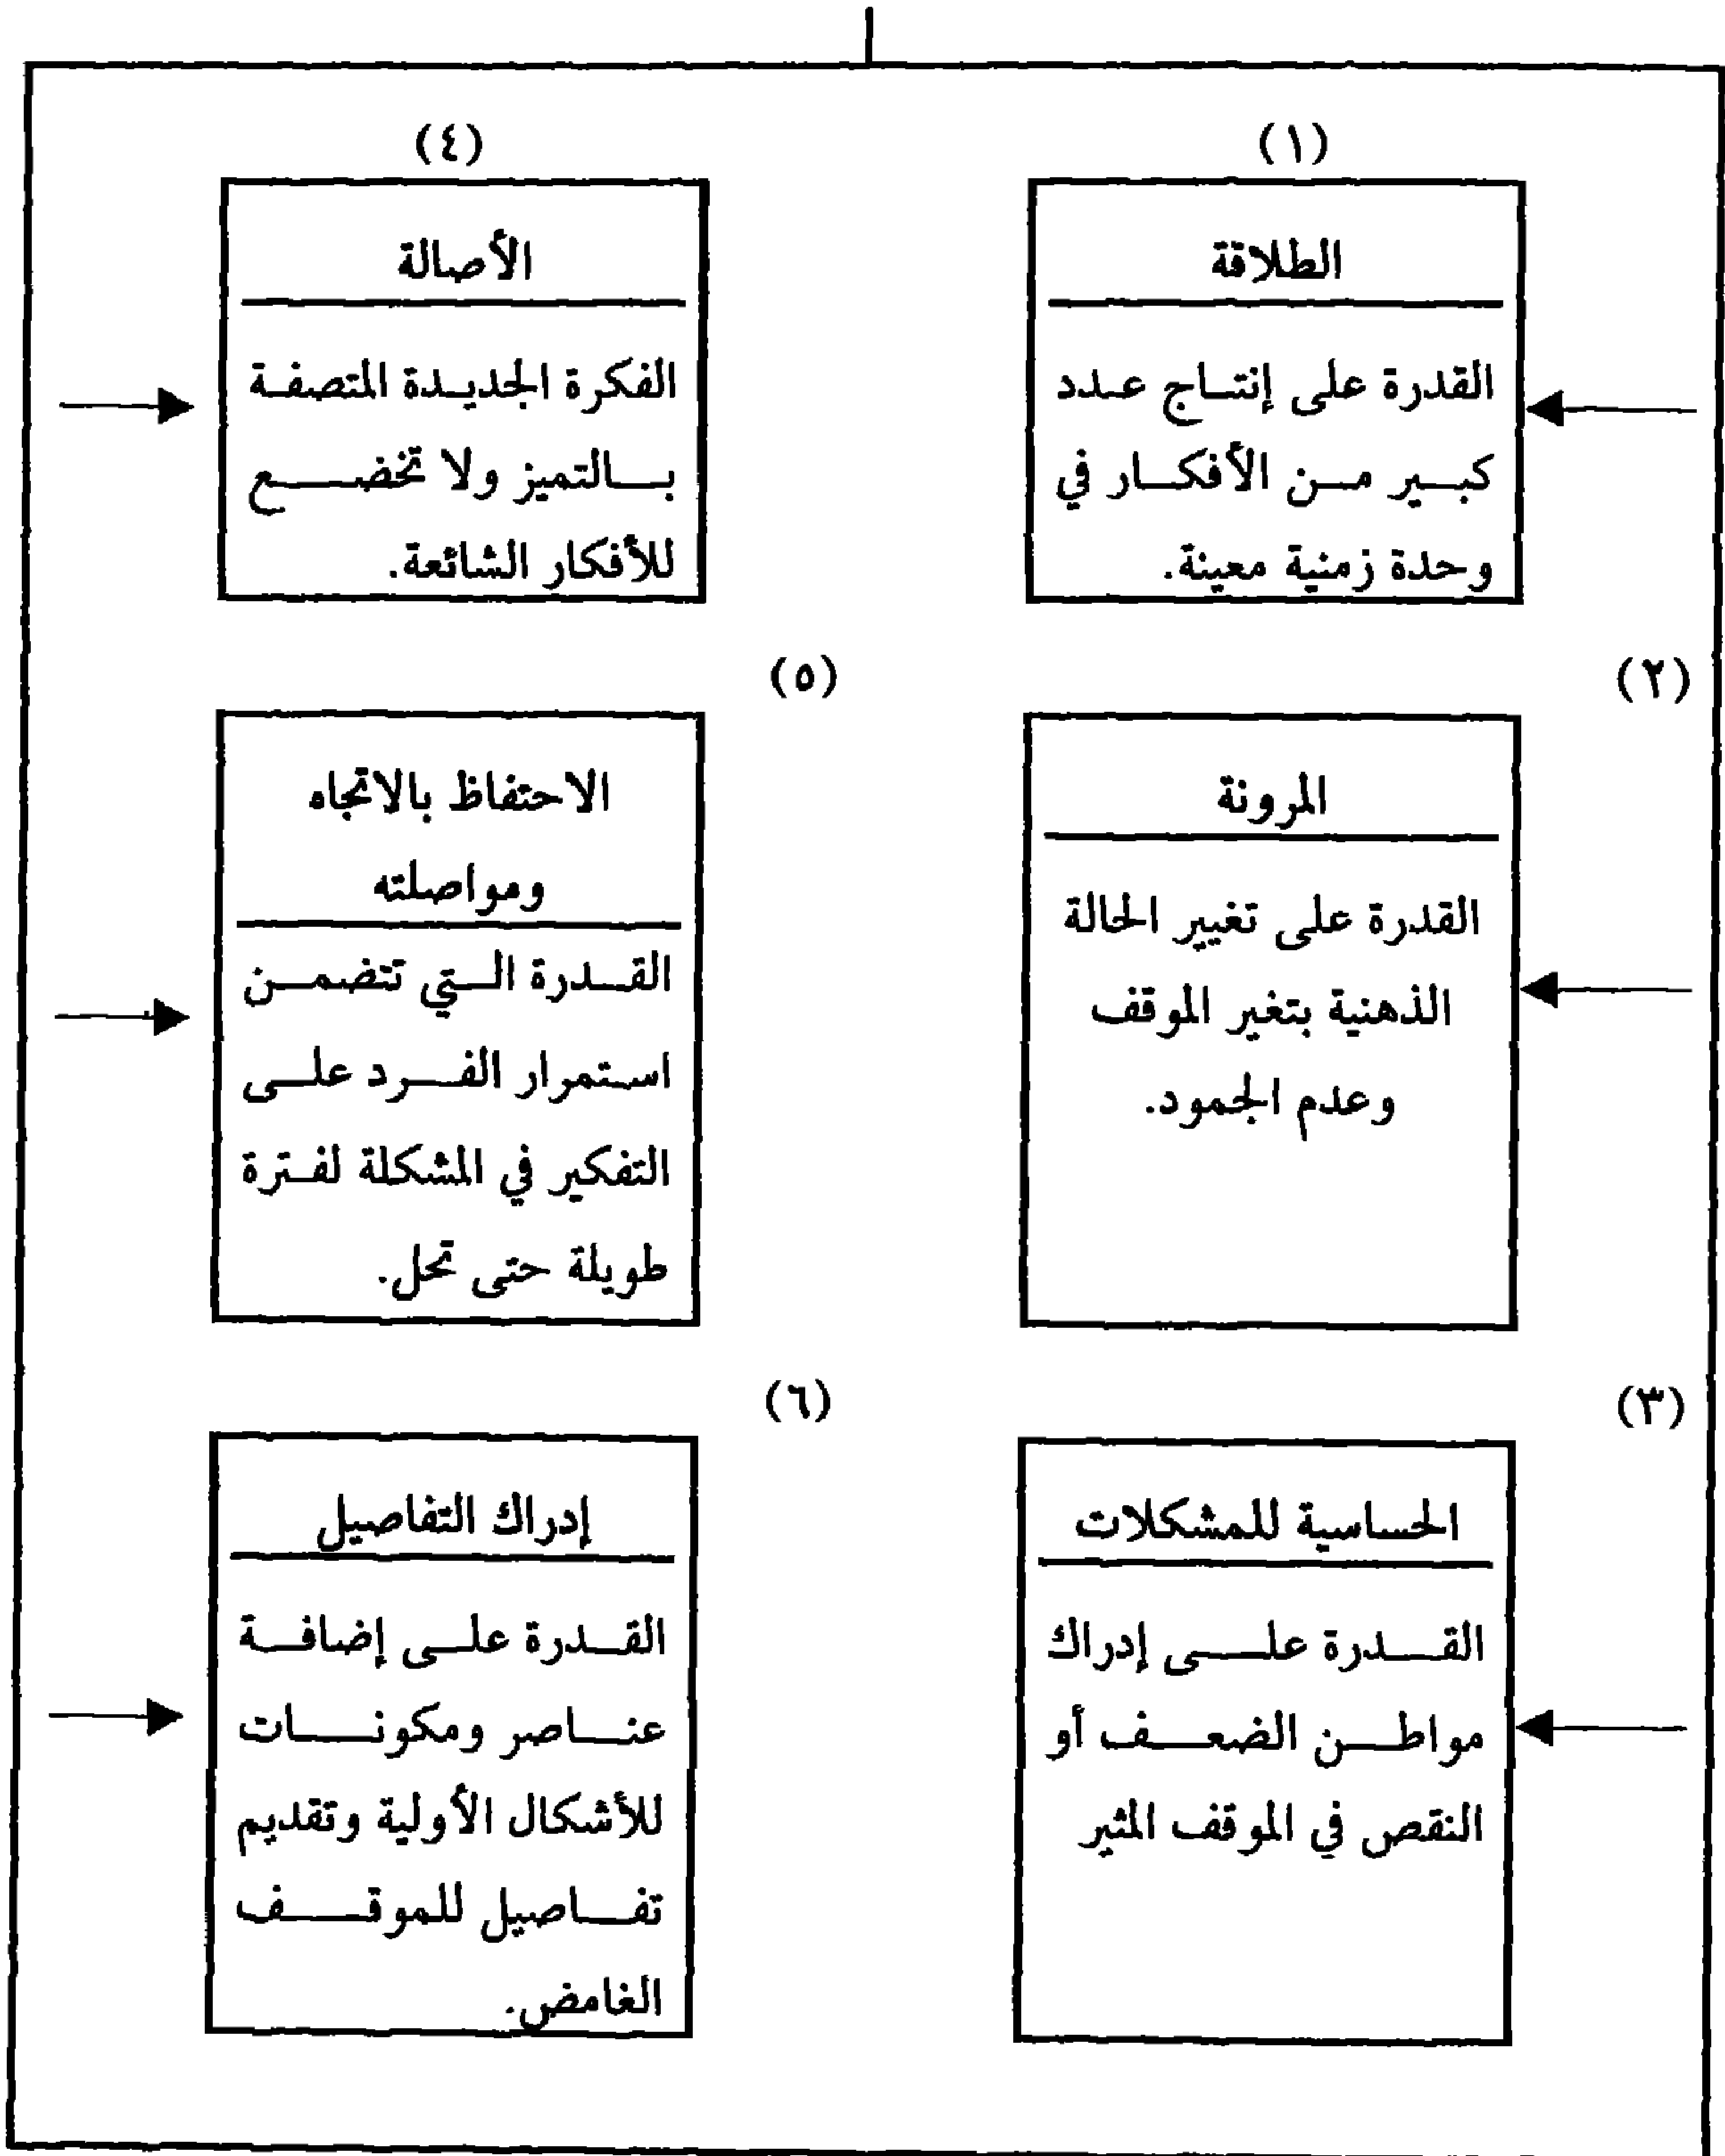 (١)
الطلاقة
القدرة على إنتاج عدد
كبير من الأفكار في
وحدة زمنية معينة.
(٢)
المرونة
القدرة على تغيير الحالة
الذهنية بتغير الموقف
وعدم الجمود.
(٣)
الحساسية للمشكلات
القدرة على إدراك
مواطن الضعف أو
النقص في الموقف المثير
(٤)
الأصالة
الفكرة الجديدة المتصفة
بالتميز ولا تخضع
للأفكار الشائعة.
(٥)
الاحتفاظ بالاتجاه
ومواصلته
القدرة التي تتضمن
استمرار الفرد على
التفكير في المشكلة لفترة
طويلة حتى تحل.
(٦)
إدراك التفاصيل
القدرة على إضافة
عناصر ومكونات
للأشكال الأولية وتقديم
تفاصيل للموقف
الغامض.